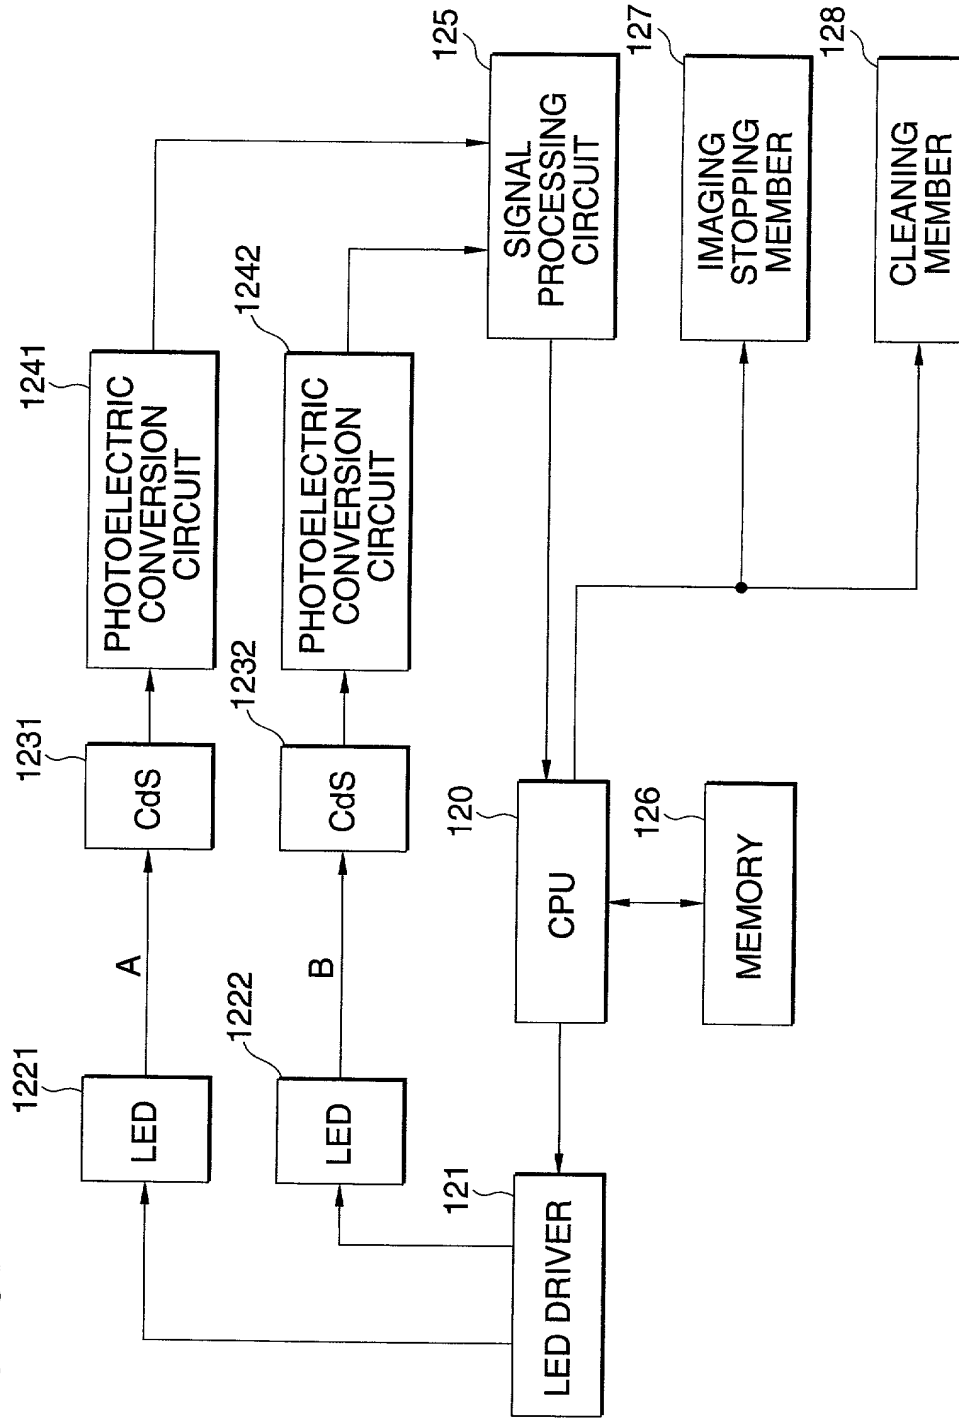 1221
LED
A
1231
CdS
1241
PHOTOELECTRIC
CONVERSION
CIRCUIT
1222
LED
B
1232
CdS
1242
PHOTOELECTRIC
CONVERSION
CIRCUIT
121
LED DRIVER
120
CPU
125
SIGNAL
PROCESSING
CIRCUIT
126
MEMORY
127
IMAGING
STOPPING
MEMBER
128
CLEANING
MEMBER